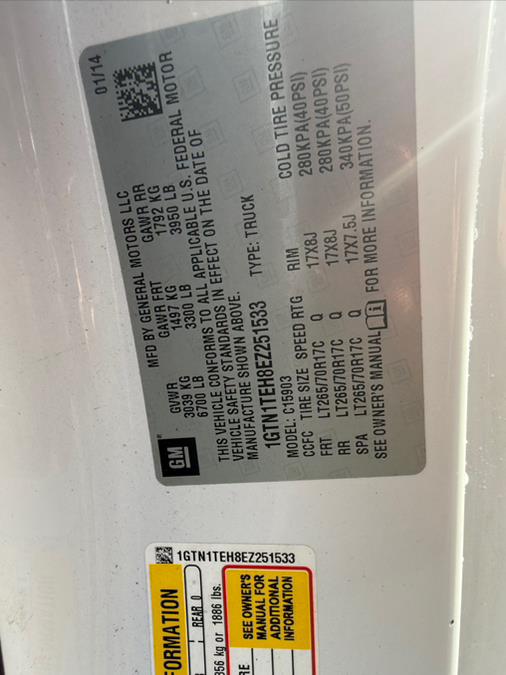 MFD BY GENERAL MOTORS LLC
01/14
GVWR GAWR FRT GAWR RR
3039 KG 1497 KG 1792 KG
6700 LB 3300 LB 3950 LB
THIS VEHICLE CONFORMS TO ALL APPLICABLE U.S. FEDERAL MOTOR
VEHICLE SAFETY STANDARDS IN EFFECT ON THE DATE OF
MANUFACTURE SHOWN ABOVE.
1GTN1TEH8EZ251533 TYPE: TRUCK
MODEL: C15903
CCFC TIRE SIZE SPEED RTG RIM COLD TIRE PRESSURE
FRT LT265/70R17C Q 17X8J 280KPA(40PSI)
RR LT265/70R17C Q 17X8J 280KPA(40PSI)
SPA LT265/70R17C Q 17X7.5J 340KPA(50PSI)
SEE OWNER'S MANUAL i FOR MORE INFORMATION.
GM
1GTN1TEH8EZ251533
ORMATION
REAR 0
856 kg or 1886 lbs.
RE
SEE OWNER'S
MANUAL FOR
ADDITIONAL
INFORMATION